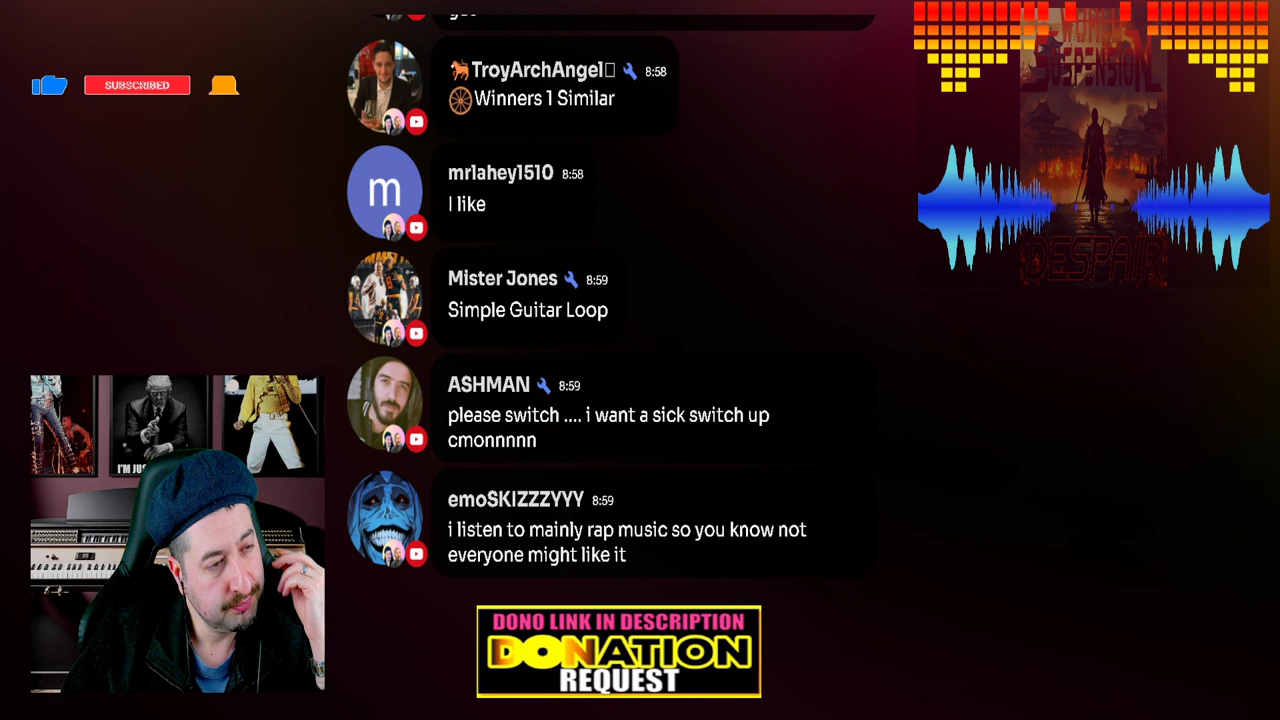 SUBSCRIBED
TroyArchAngel 8:58
Winners 1 Similar
m
mrlahey1510 8:58
I like
Mister Jones 8:59
Simple Guitar Loop
ASHMAN 8:59
please switch .... i want a sick switch up
cmonnnnn
emoSKIZZZYYY 8:59
i listen to mainly rap music so you know not
everyone might like it
SUSPENSION
DESPAIR
I'M JUS
DONO LINK IN DESCRIPTION
DONATION
REQUEST